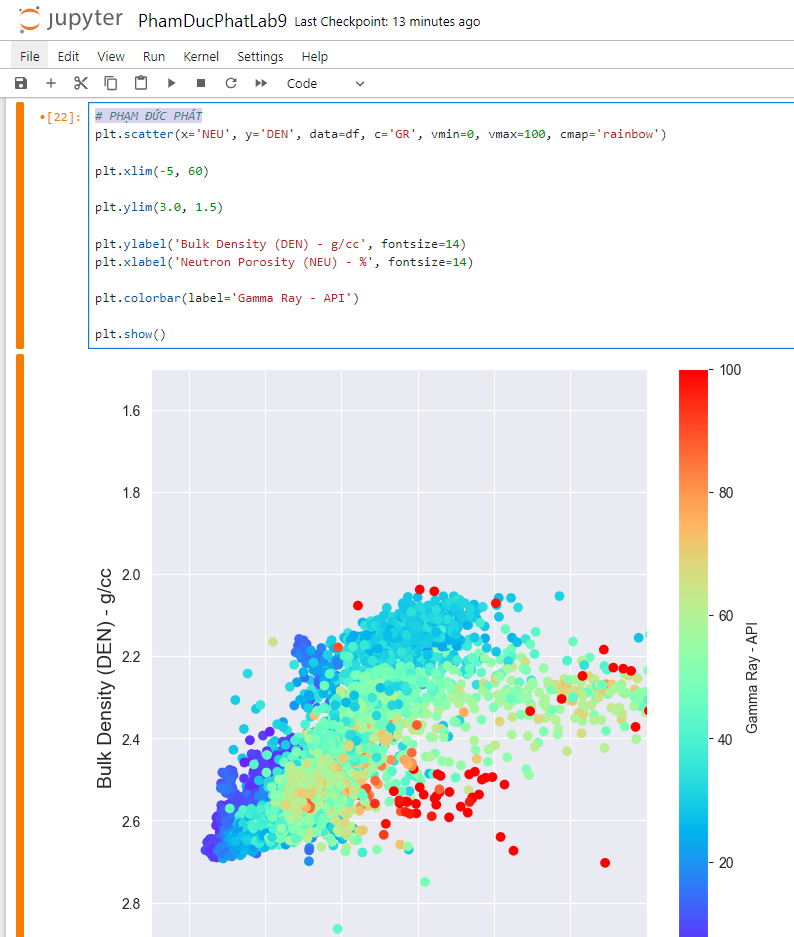 jupyter PhamDucPhatLab9 Last Checkpoint: 13 minutes ago
File Edit View Run Kernel Settings Help
Code
[22]:
# PHẠM ĐỨC PHÁT
plt.scatter(x='NEU', y='DEN', data=df, c='GR', vmin=0, vmax=100, cmap='rainbow')
plt.xlim(-5, 60)
plt.ylim(3.0, 1.5)
plt.ylabel('Bulk Density (DEN) - g/cc', fontsize=14)
plt.xlabel('Neutron Porosity (NEU) - %', fontsize=14)
plt.colorbar(label='Gamma Ray - API')
plt.show()
Bulk Density (DEN) - g/cc
1.6
1.8
2.0
2.2
2.4
2.6
2.8
100
80
60
40
20
Gamma Ray - API